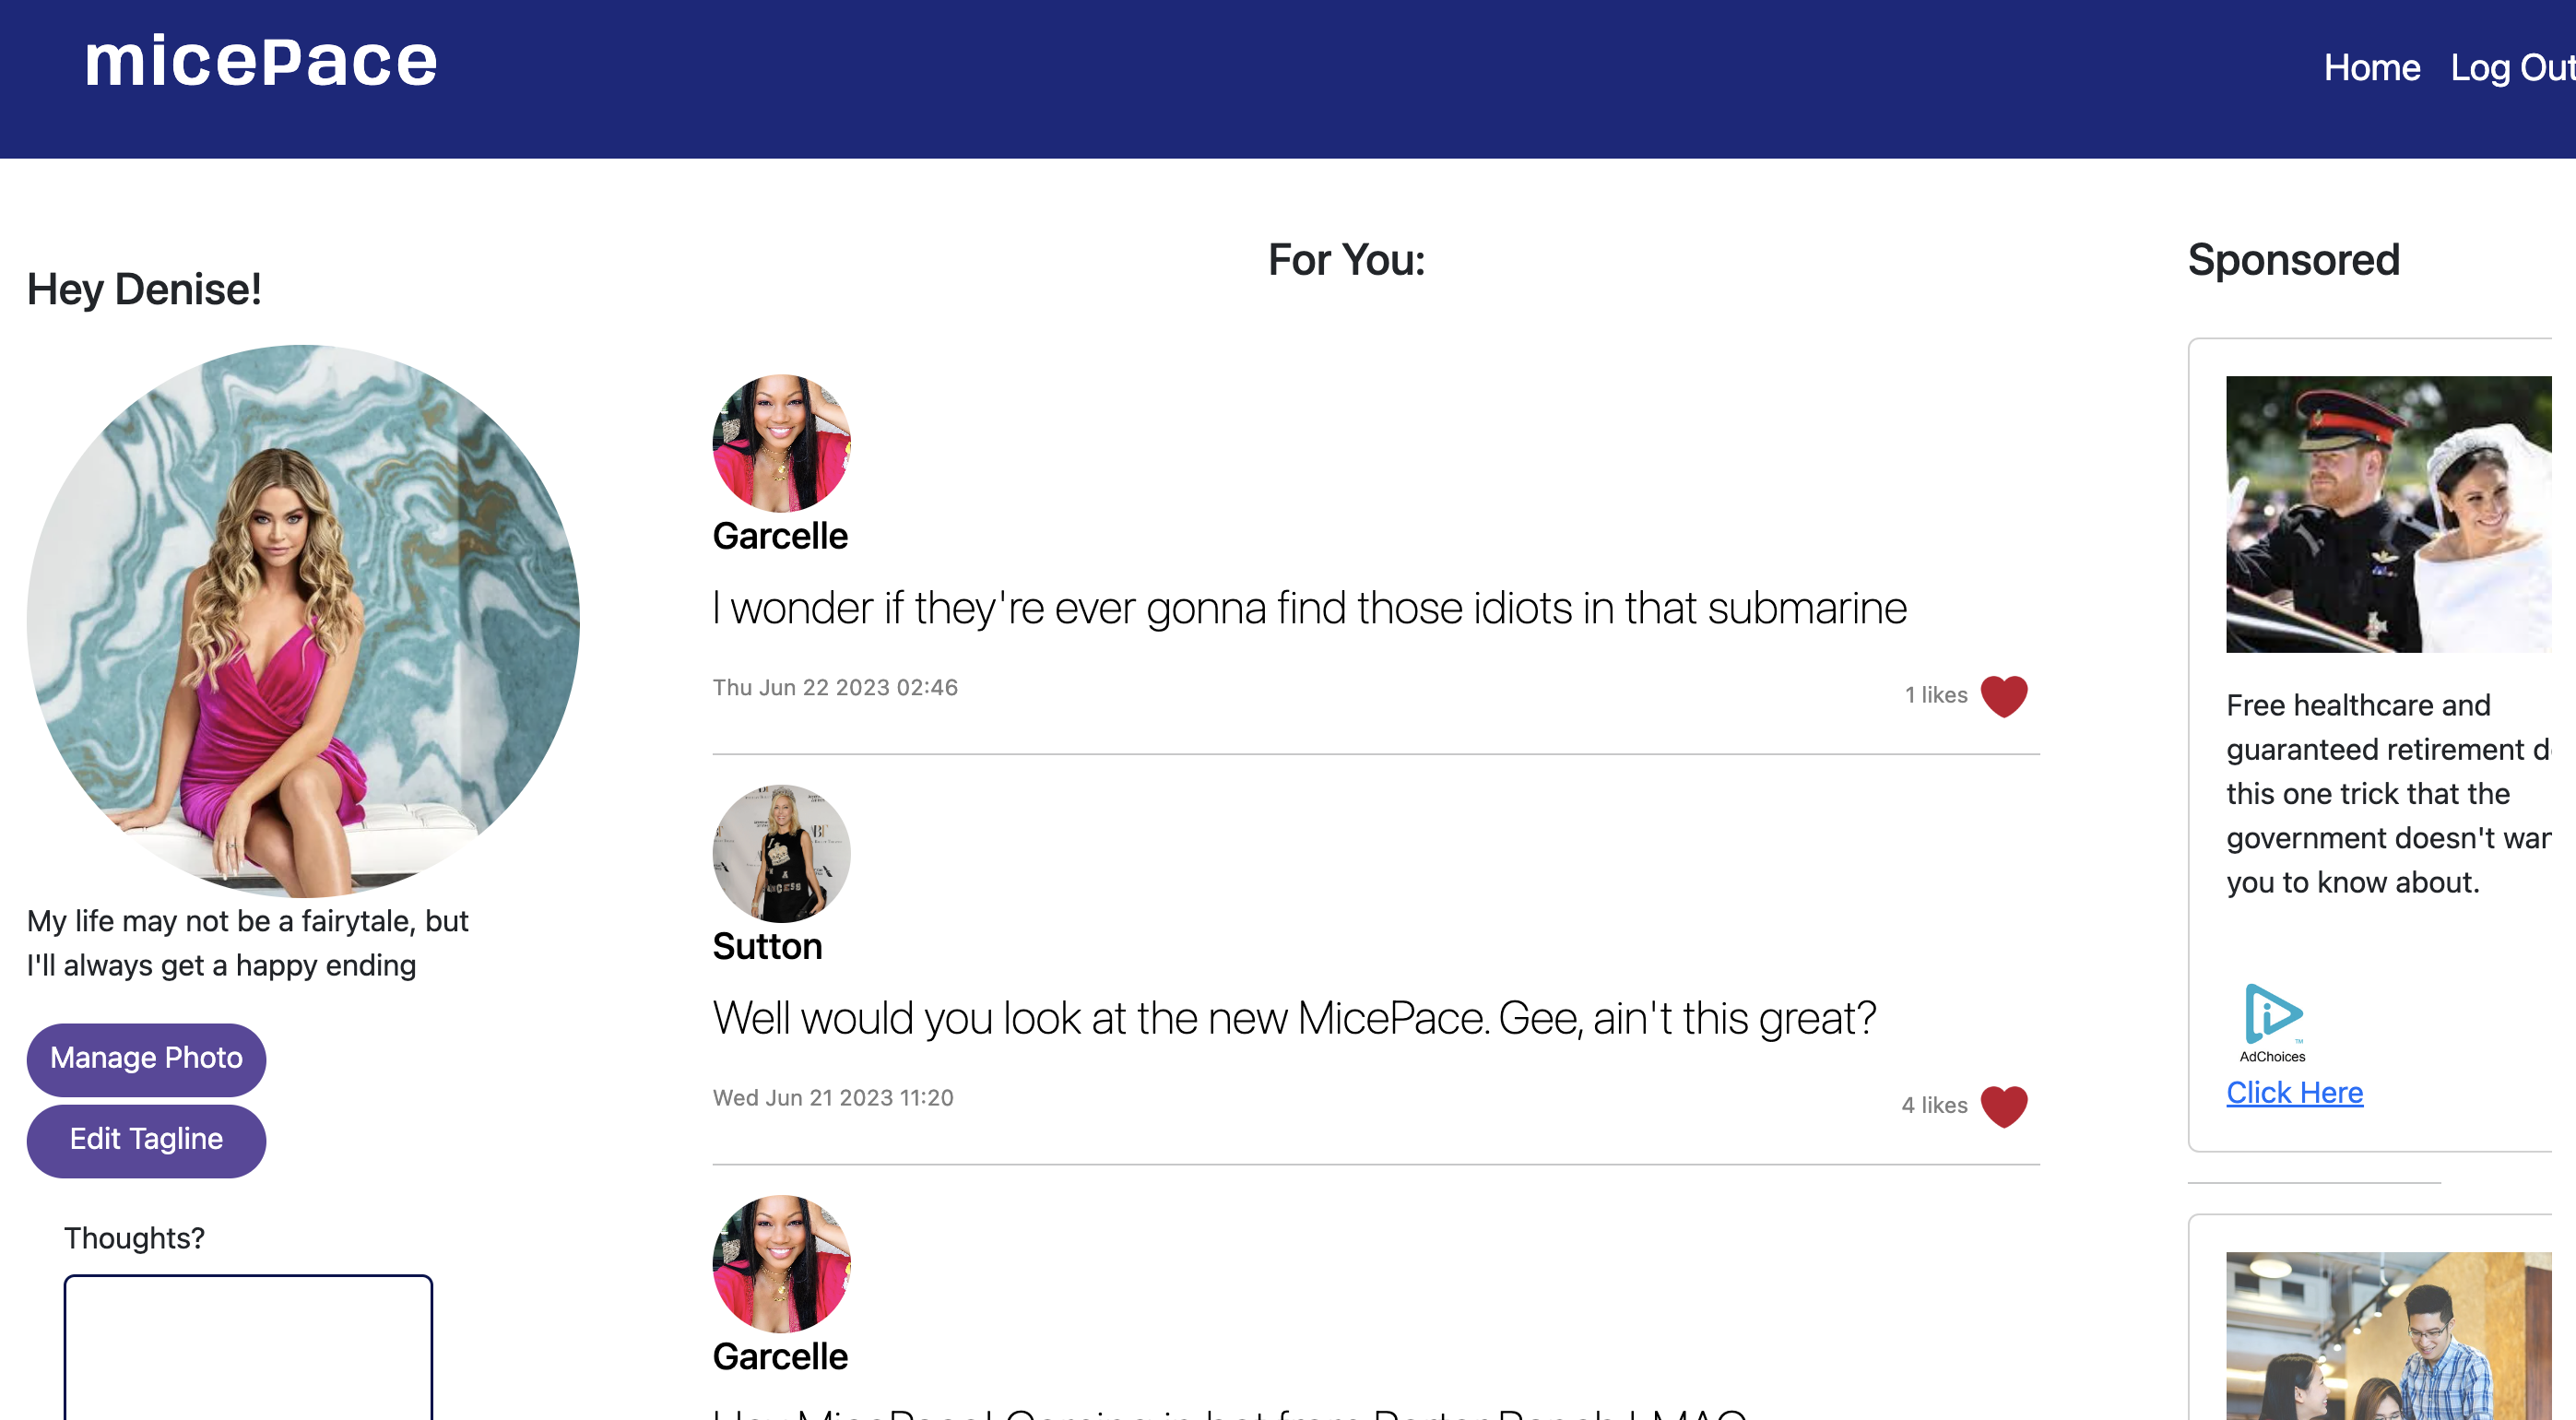 micePace
Home
Log Out
Hey Denise!
My life may not be a fairytale, but
I'll always get a happy ending
Manage Photo
Edit Tagline
Thoughts?
For You:
Garcelle
I wonder if they're ever gonna find those idiots in that submarine
Thu Jun 22 2023 02:46
1 likes
Sutton
Well would you look at the new MicePace. Gee, ain't this great?
Wed Jun 21 2023 11:20
4 likes
Garcelle
Sponsored
Free healthcare and
guaranteed retirement
this one trick that the
government doesn't
you to know about.
AdChoices
Click Here